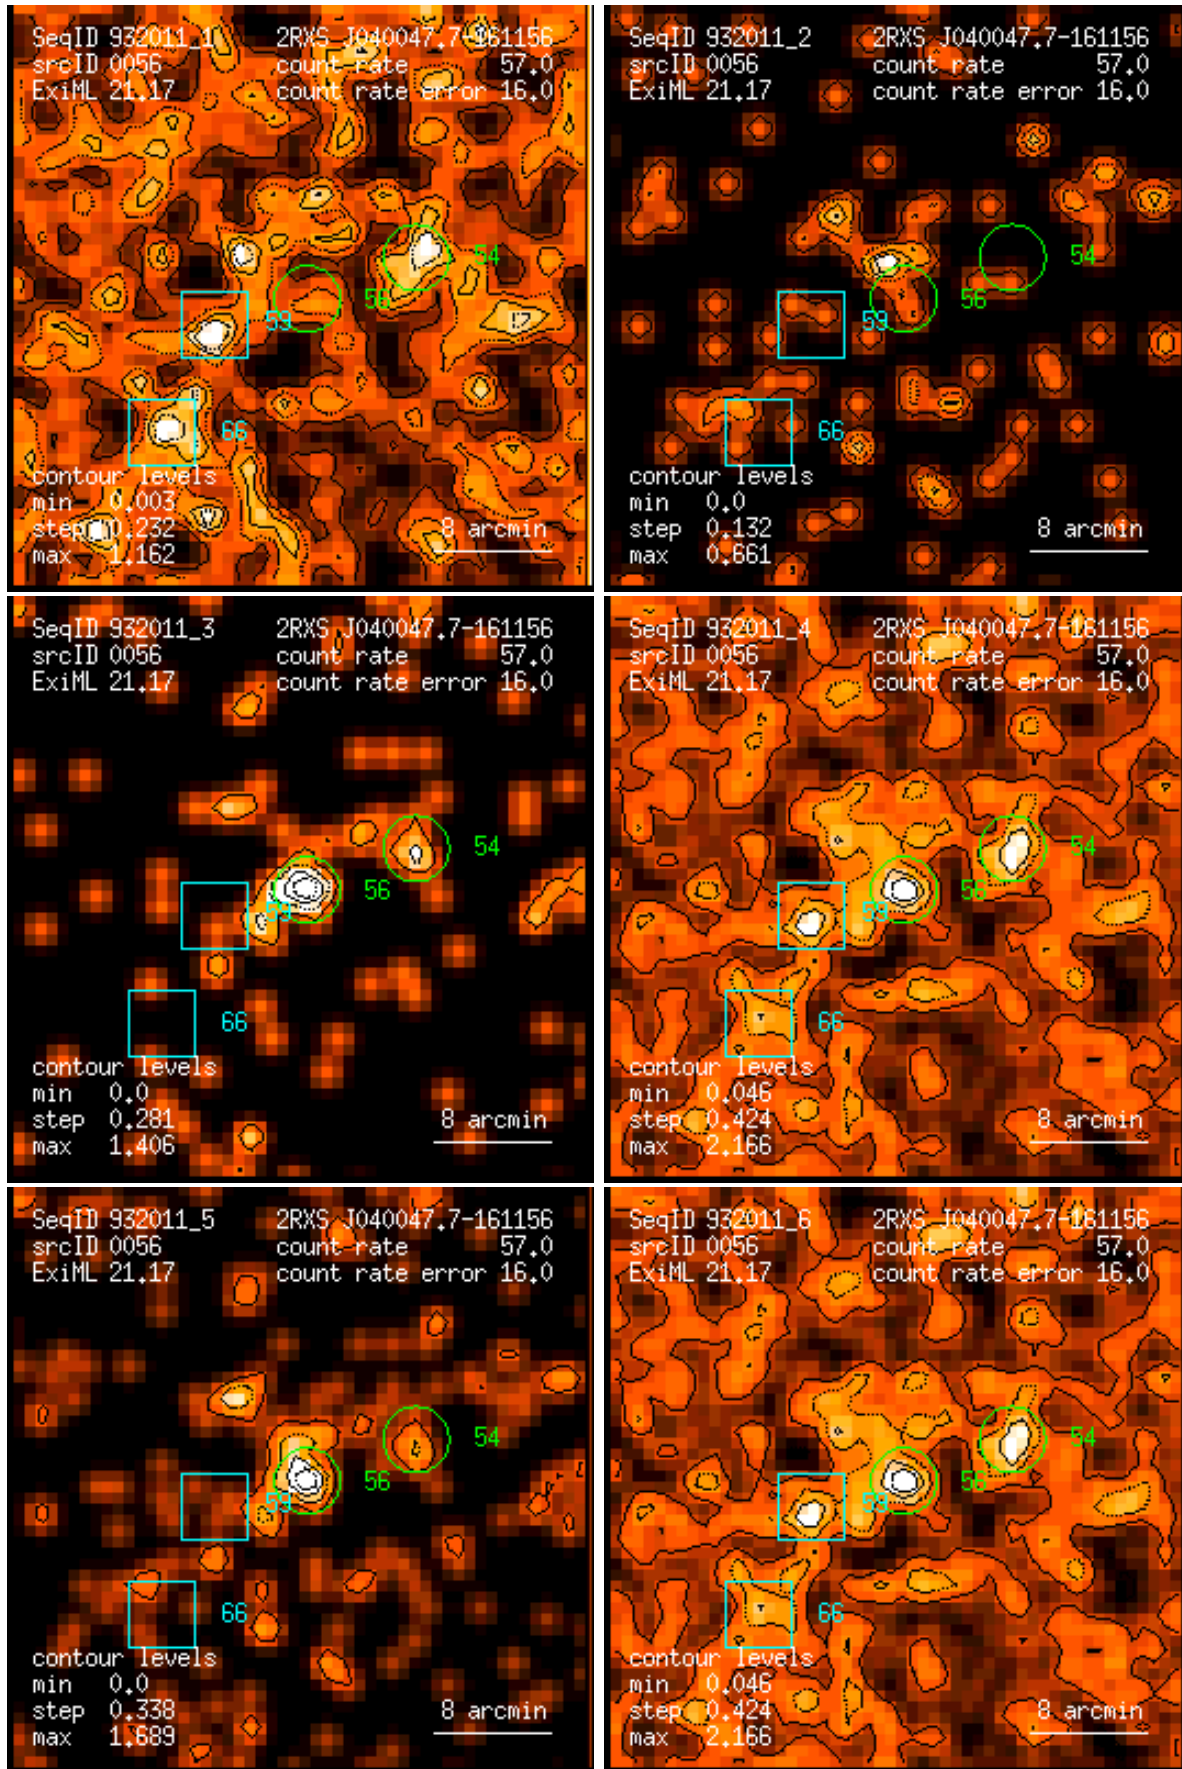 SeqID 932011_1 2RXS J040047.7-161156
srcID 0056 count rate 57.0
ExiML 21.17 count rate error 16.0
54
56
59
66
contour levels
min 0.003
step 0.232
max 1.162
8 arcmin
SeqID 932011_2 2RXS J040047.7-161156
srcID 0056 count rate 57.0
ExiML 21.17 count rate error 16.0
54
56
59
66
contour levels
min 0.0
step 0.132
max 0.661
8 arcmin
SeqID 932011_3 2RXS J040047.7-161156
srcID 0056 count rate 57.0
ExiML 21.17 count rate error 16.0
54
56
59
66
contour levels
min 0.0
step 0.281
max 1.406
8 arcmin
SeqID 932011_4 2RXS J040047.7-161156
srcID 0056 count rate 57.0
ExiML 21.17 count rate error 16.0
54
56
59
66
contour levels
min 0.046
step 0.424
max 2.166
8 arcmin
SeqID 932011_5 2RXS J040047.7-161156
srcID 0056 count rate 57.0
ExiML 21.17 count rate error 16.0
54
56
59
66
contour levels
min 0.0
step 0.338
max 1.689
8 arcmin
SeqID 932011_6 2RXS J040047.7-161156
srcID 0056 count rate 57.0
ExiML 21.17 count rate error 16.0
54
56
59
66
contour levels
min 0.046
step 0.424
max 2.166
8 arcmin